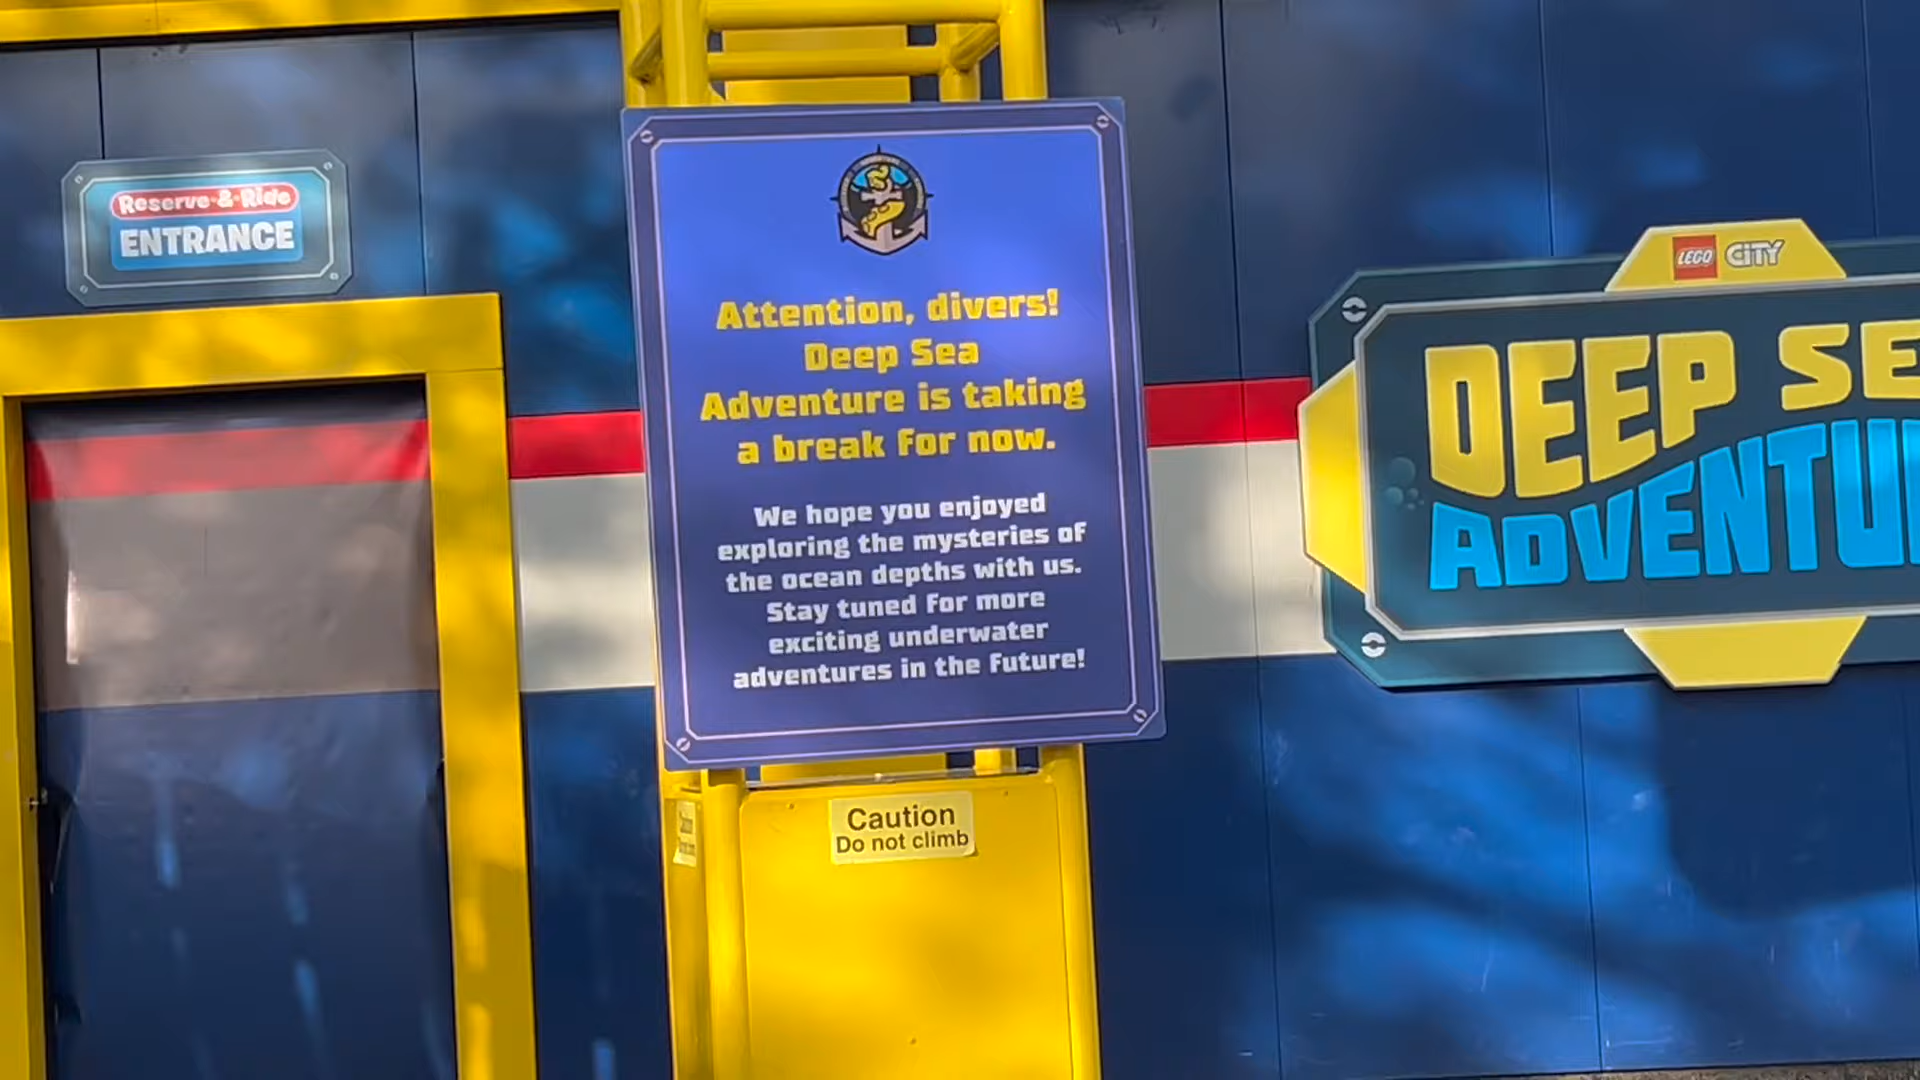 Reserve & Ride
ENTRANCE
Attention, divers!
Deep Sea
Adventure is taking
a break for now.
We hope you enjoyed
exploring the mysteries of
the ocean depths with us.
Stay tuned for more
exciting underwater
adventures in the future!
Caution
Do not climb
LEGO CITY
DEEP SE
ADVENTU